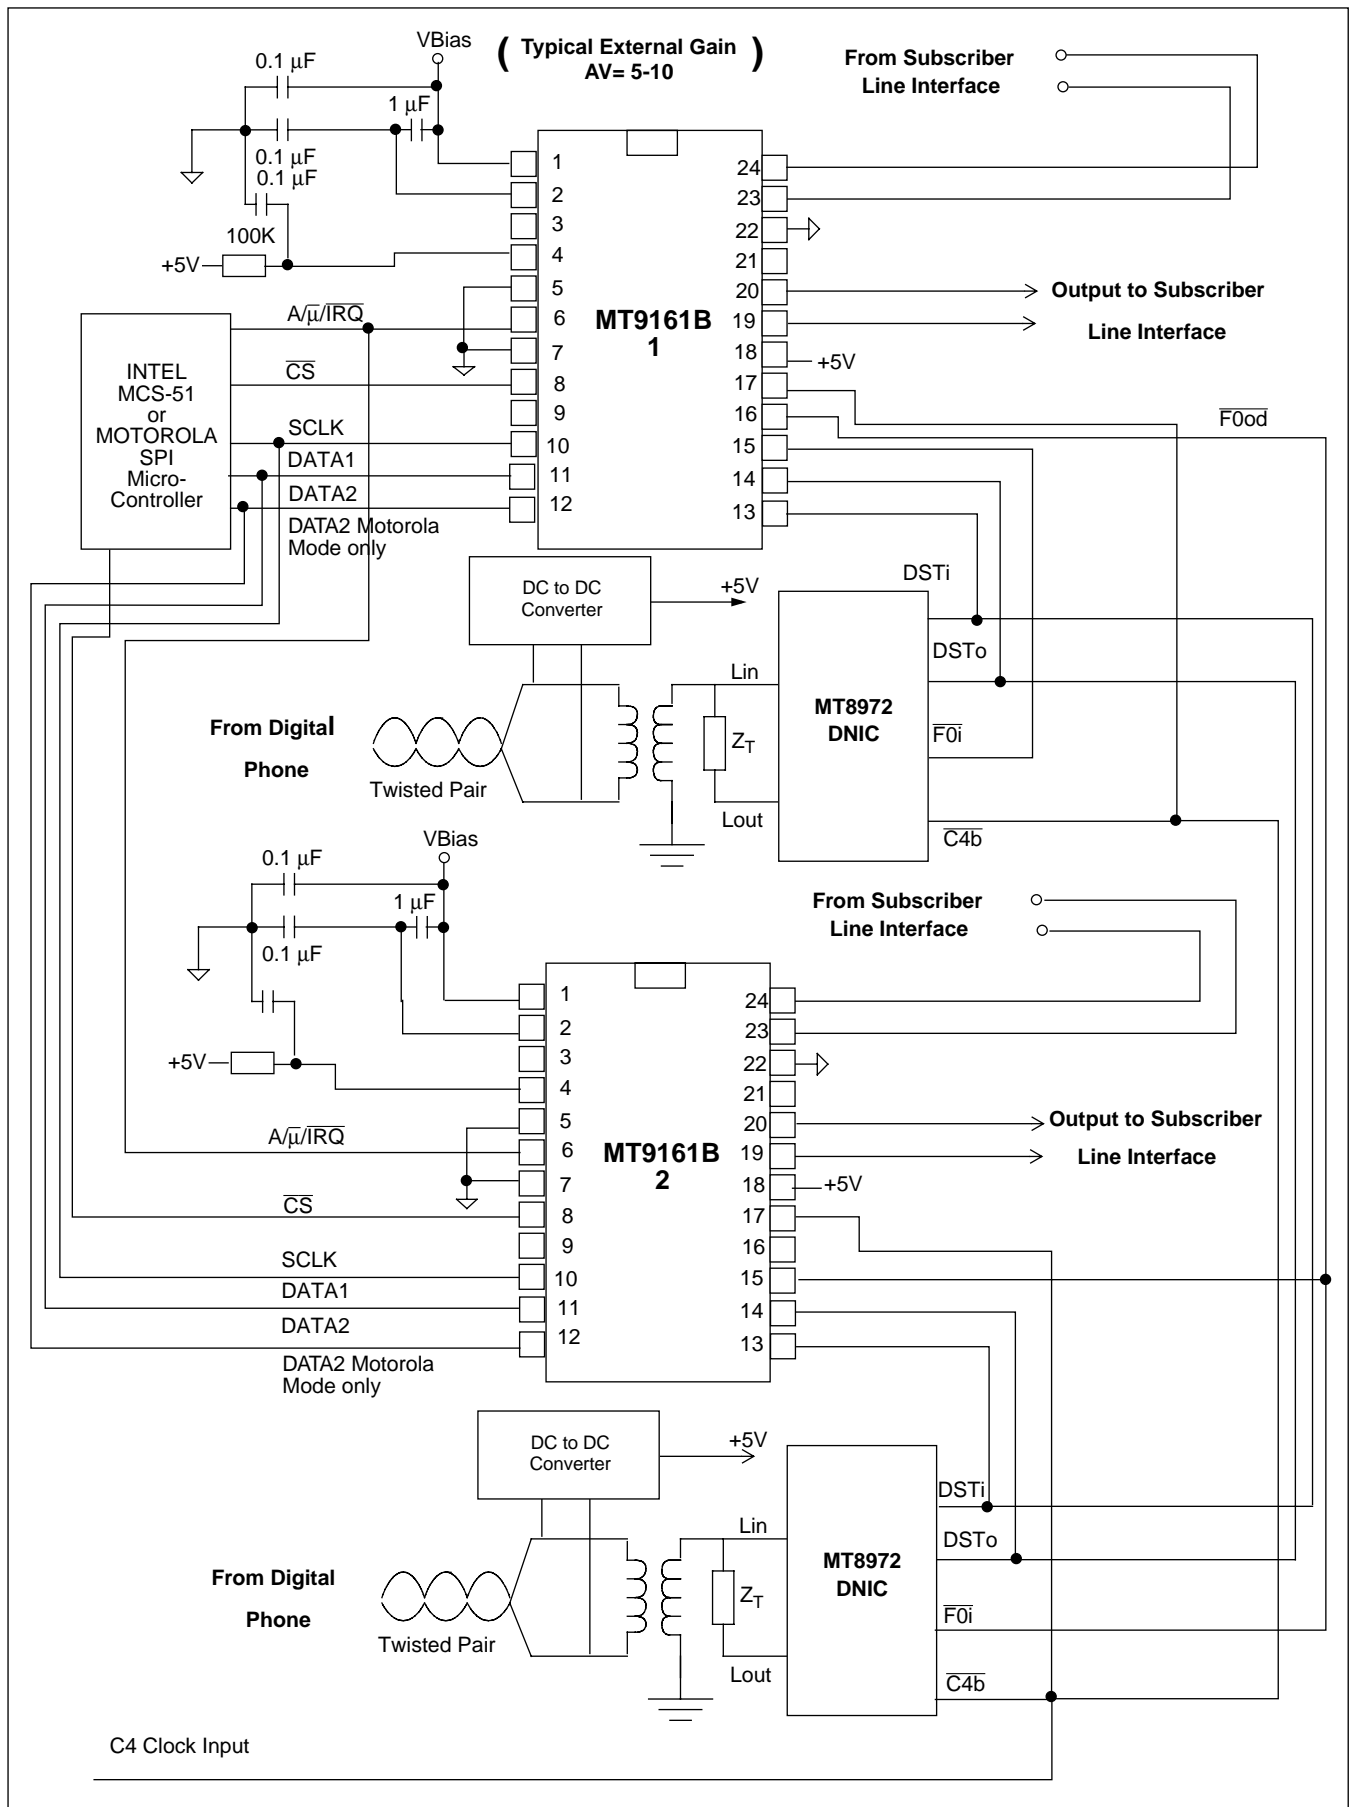 VBias
( Typical External Gain )
AV= 5-10
From Subscriber
Line Interface
0.1 μF
1 μF
0.1 μF
0.1 μF
100K
+5V
1
2
3
4
5
6
7
8
9
10
11
12
MT9161B
1
24
23
22
21
20
19
18
17
16
15
14
13
Output to Subscriber
Line Interface
+5V
F0od
A/μ/IRQ
CS
SCLK
DATA1
DATA2
DATA2 Motorola
Mode only
INTEL
MCS-51
or
MOTOROLA
SPI
Micro-
Controller
DC to DC
Converter
+5V
DSTi
DSTo
F0i
C4b
MT8972
DNIC
Lin
ZT
Lout
From Digital
Phone
Twisted Pair
VBias
0.1 μF
1 μF
0.1 μF
+5V
From Subscriber
Line Interface
1
2
3
4
5
6
7
8
9
10
11
12
MT9161B
2
24
23
22
21
20
19
18
17
16
15
14
13
Output to Subscriber
Line Interface
+5V
A/μ/IRQ
CS
SCLK
DATA1
DATA2
DATA2 Motorola
Mode only
DC to DC
Converter
+5V
DSTi
DSTo
F0i
C4b
MT8972
DNIC
Lin
ZT
Lout
From Digital
Phone
Twisted Pair
C4 Clock Input